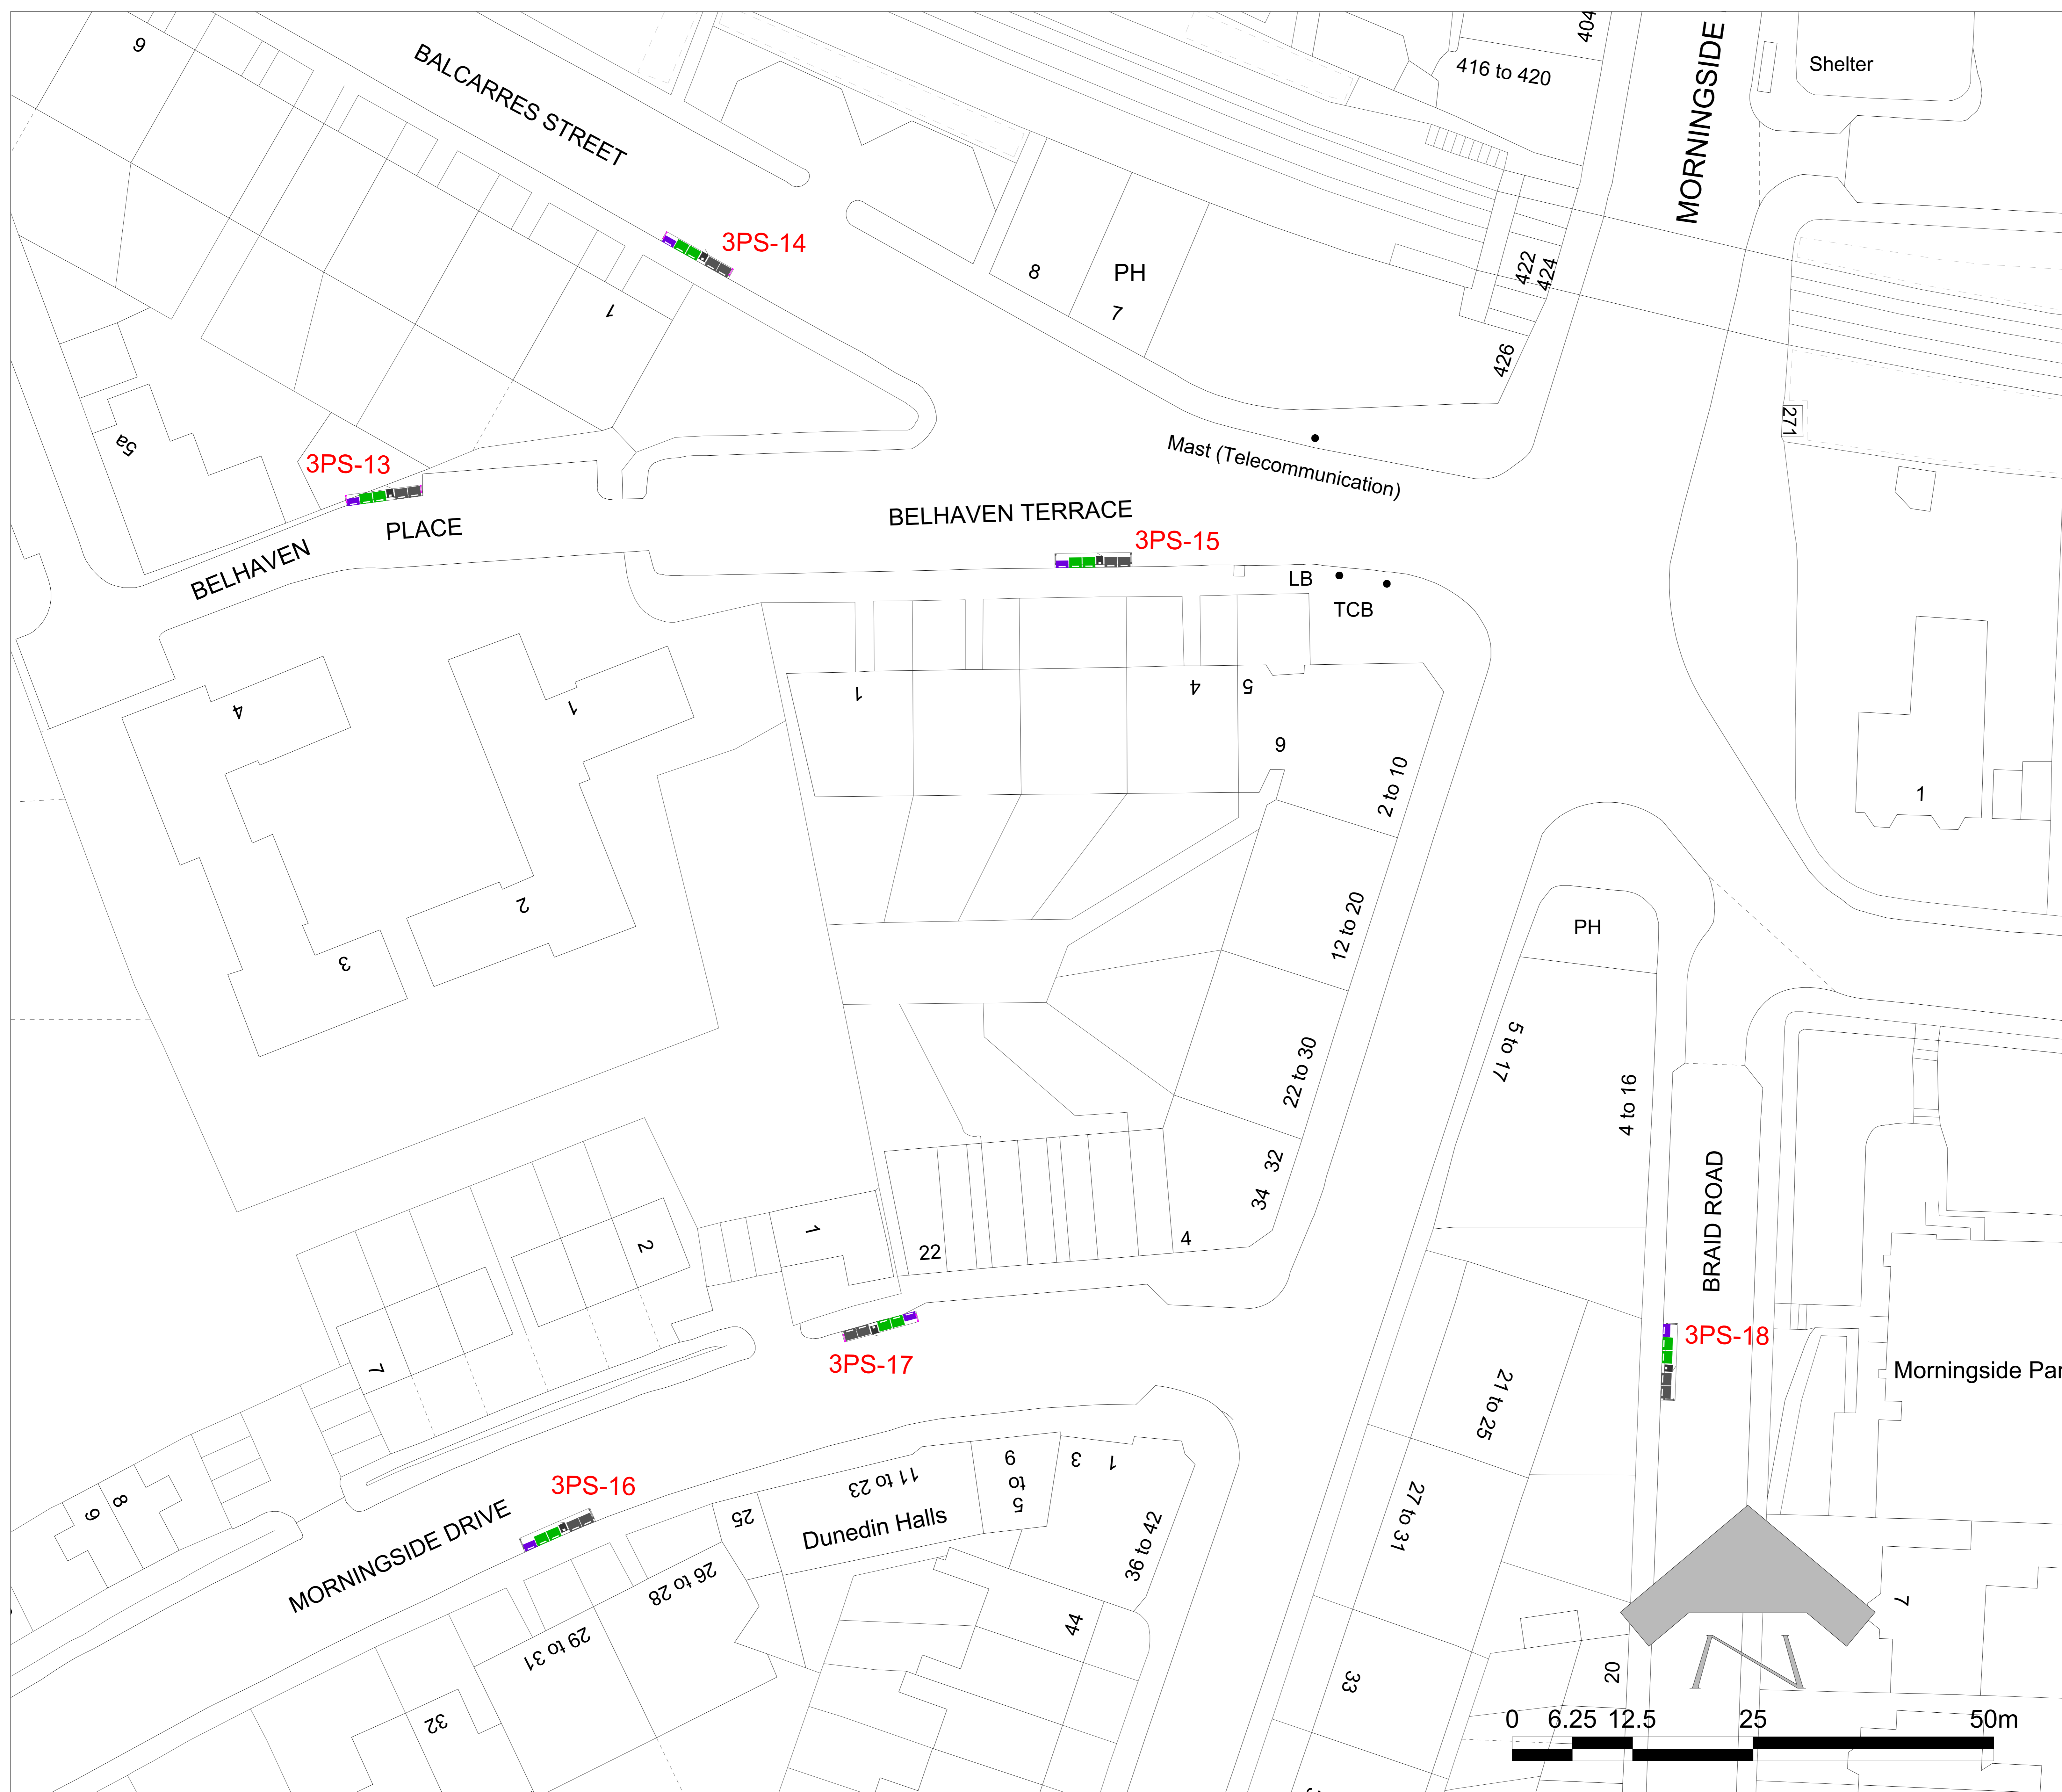 6
BALCARRES STREET
404
416 to 420
MORNINGSIDE
Shelter
3PS-14
8
PH
7
422
424
426
1
271
5a
3PS-13
Mast (Telecommunication)
BELHAVEN
PLACE
BELHAVEN TERRACE
3PS-15
LB
TCB
4
1
1
4
5
9
2 to 10
1
2
3
12 to 20
PH
5 to 17
22 to 30
4 to 16
32
34
BRAID ROAD
2
1
22
4
3PS-17
3PS-18
7
Morningside Par
21 to 25
3PS-16
MORNINGSIDE DRIVE
8
9
25
11 to 23
Dunedin Halls
5 to 9
3
1
36 to 42
27 to 31
26 to 28
29 to 31
44
7
33
20
32
N
0 6.25 12.5 25 50m